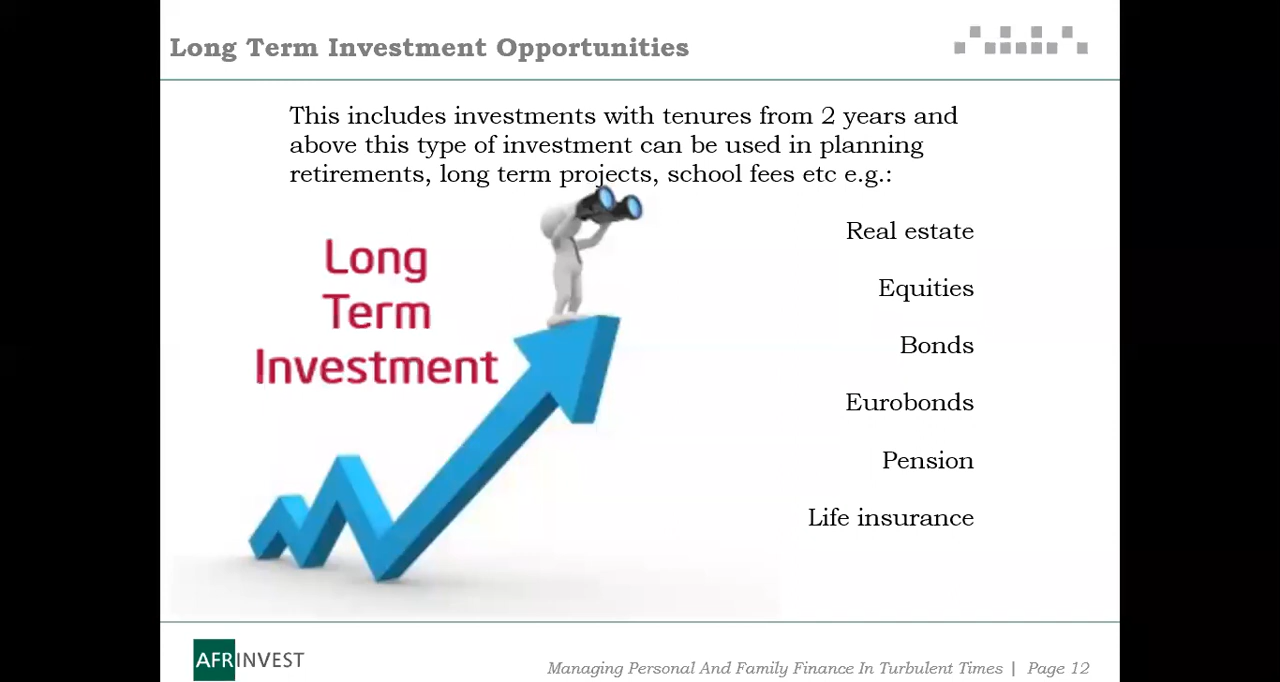 Long Term Investment Opportunities
This includes investments with tenures from 2 years and
above this type of investment can be used in planning
retirements, long term projects, school fees etc e.g.:
Long
Term
Investment
Real estate
Equities
Bonds
Eurobonds
Pension
Life insurance
AFRINVEST
Managing Personal And Family Finance In Turbulent Times | Page 12